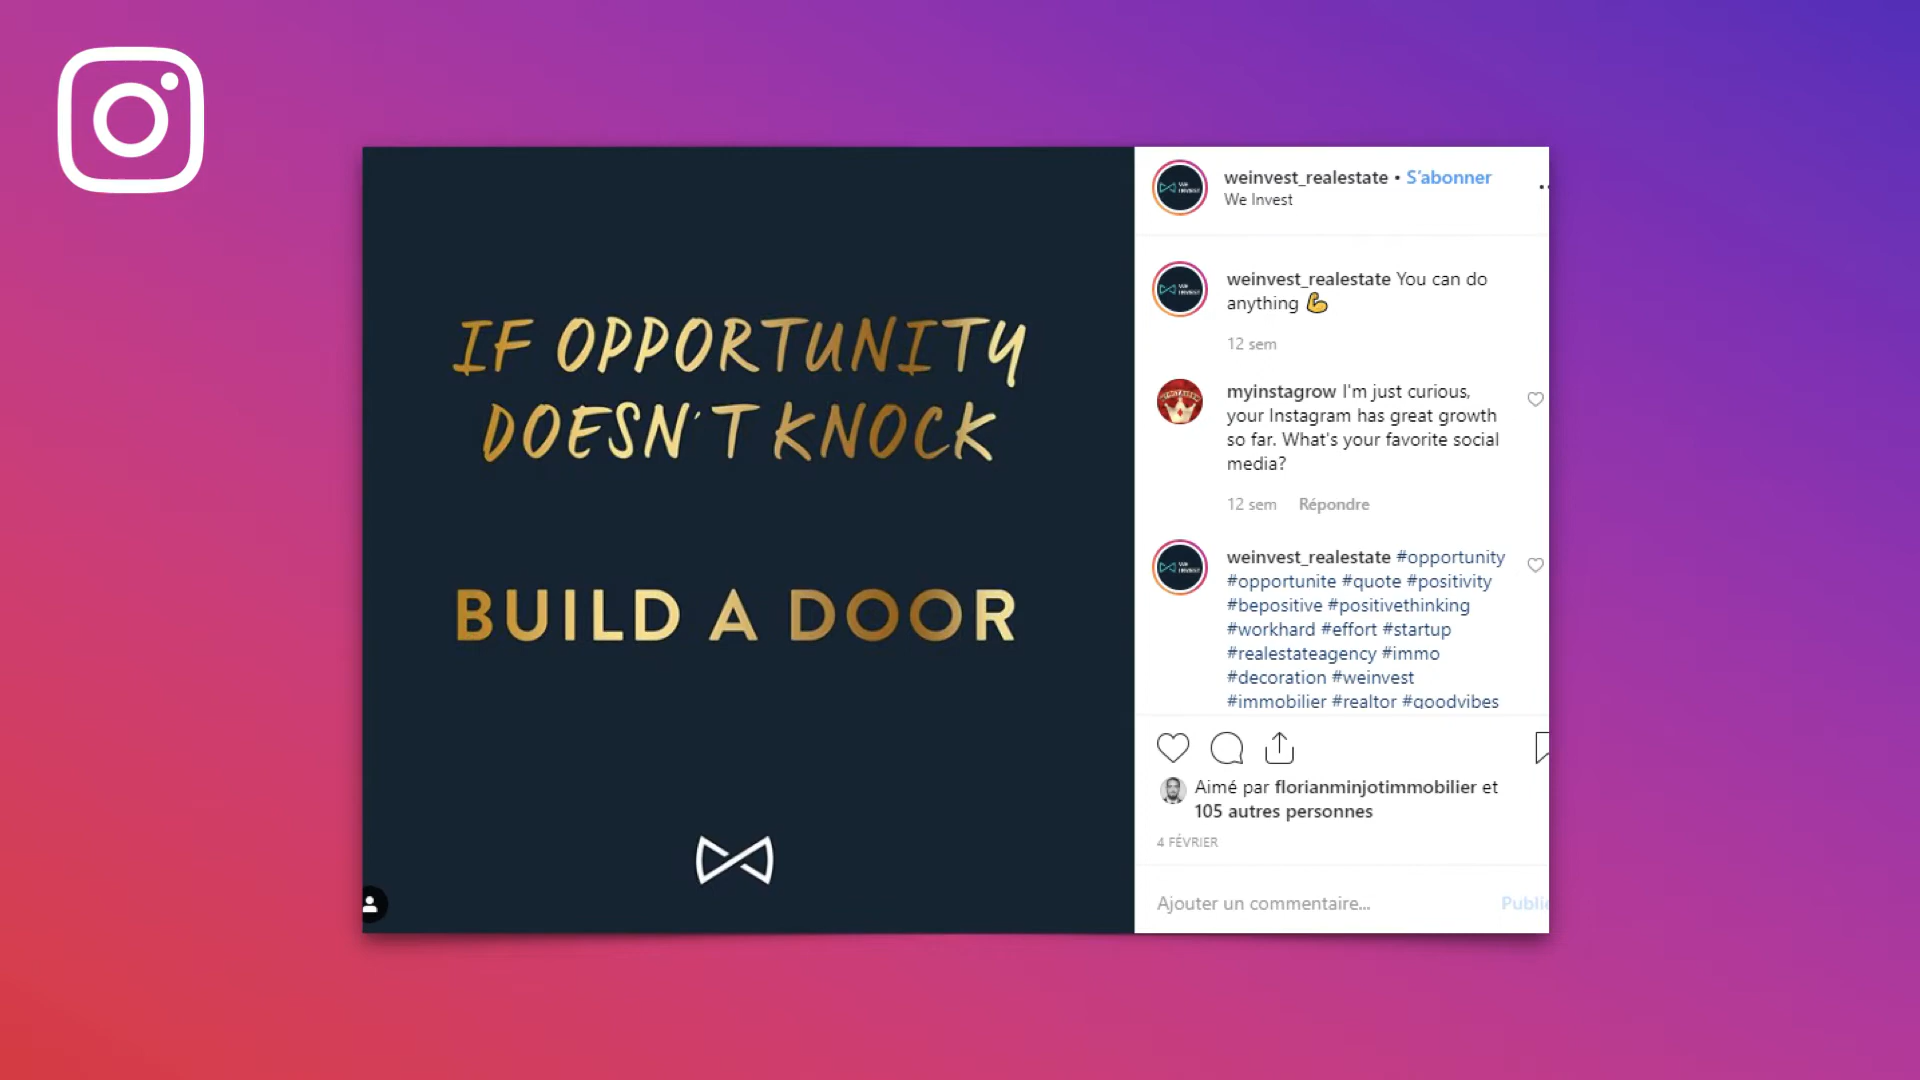 IF OPPORTUNITY
DOESN'T KNOCK
BUILD A DOOR
weinvest_realestate • S'abonner
We Invest
weinvest_realestate You can do
anything 💪
12 sem
myinstagrow I'm just curious,
your Instagram has great growth
so far. What's your favorite social
media?
12 sem Répondre
weinvest_realestate #opportunity
#opportunite #quote #positivity
#bepositive #positivethinking
#workhard #effort #startup
#realestateagency #immo
#decoration #weinvest
#immobilier #realtor #goodvibes
Aimé par florianminjotimmobilier et
105 autres personnes
4 FÉVRIER
Ajouter un commentaire...